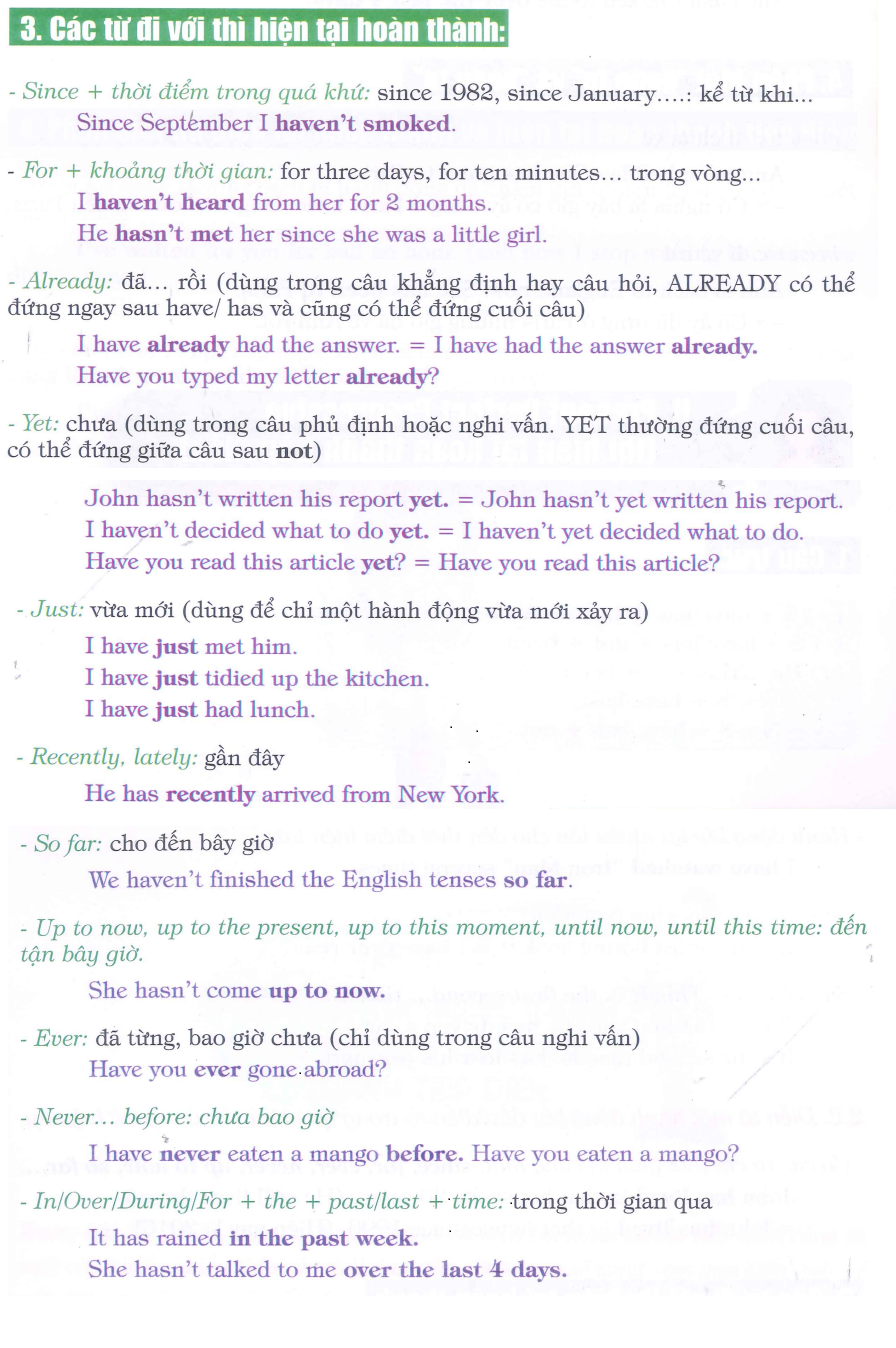 3. Các từ đi với thì hiện tại hoàn thành:
- Since + thời điểm trong quá khứ: since 1982, since January....: kể từ khi...
Since September I haven't smoked.
- For + khoảng thời gian: for three days, for ten minutes... trong vòng...
I haven't heard from her for 2 months.
He hasn't met her since she was a little girl.
- Already: đã... rồi (dùng trong câu khẳng định hay câu hỏi, ALREADY có thể
đứng ngay sau have/ has và cũng có thể đứng cuối câu)
I have already had the answer. = I have had the answer already.
Have you typed my letter already?
- Yet: chưa (dùng trong câu phủ định hoặc nghi vấn. YET thường đứng cuối câu,
có thể đứng giữa câu sau not)
John hasn't written his report yet. = John hasn't yet written his report.
I haven't decided what to do yet. = I haven't yet decided what to do.
Have you read this article yet? = Have you read this article?
- Just: vừa mới (dùng để chỉ một hành động vừa mới xảy ra)
I have just met him.
I have just tidied up the kitchen.
I have just had lunch.
- Recently, lately: gần đây
He has recently arrived from New York.
- So far: cho đến bây giờ
We haven't finished the English tenses so far.
- Up to now, up to the present, up to this moment, until now, until this time: đến
tận bây giờ.
She hasn't come up to now.
- Ever: đã từng, bao giờ chưa (chỉ dùng trong câu nghi vấn)
Have you ever gone abroad?
- Never... before: chưa bao giờ
I have never eaten a mango before. Have you eaten a mango?
- In/Over/During/For + the + past/last + time: trong thời gian qua
It has rained in the past week.
She hasn't talked to me over the last 4 days.